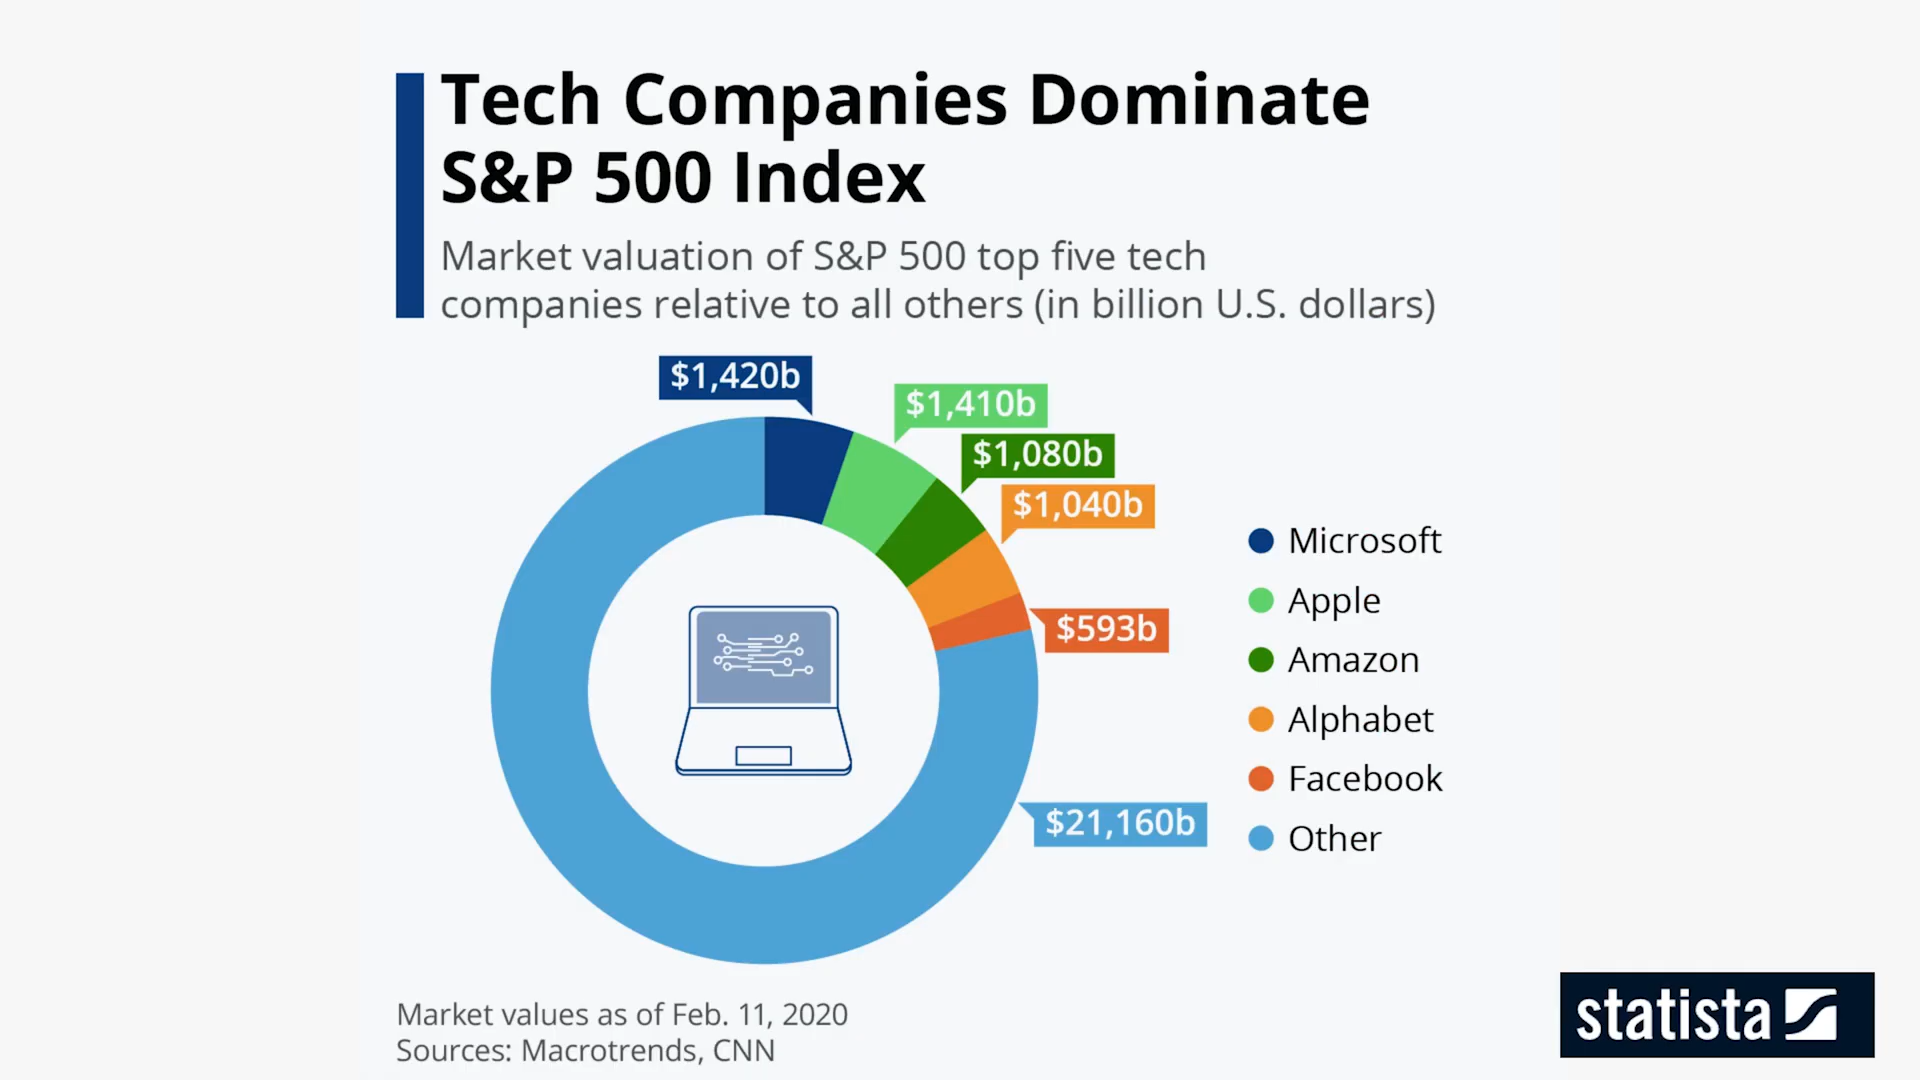 Tech Companies Dominate
S&P 500 Index
Market valuation of S&P 500 top five tech
companies relative to all others (in billion U.S. dollars)
$1,420b
$1,410b
$1,080b
$1,040b
$593b
$21,160b
Microsoft
Apple
Amazon
Alphabet
Facebook
Other
Market values as of Feb. 11, 2020
Sources: Macrotrends, CNN
statista